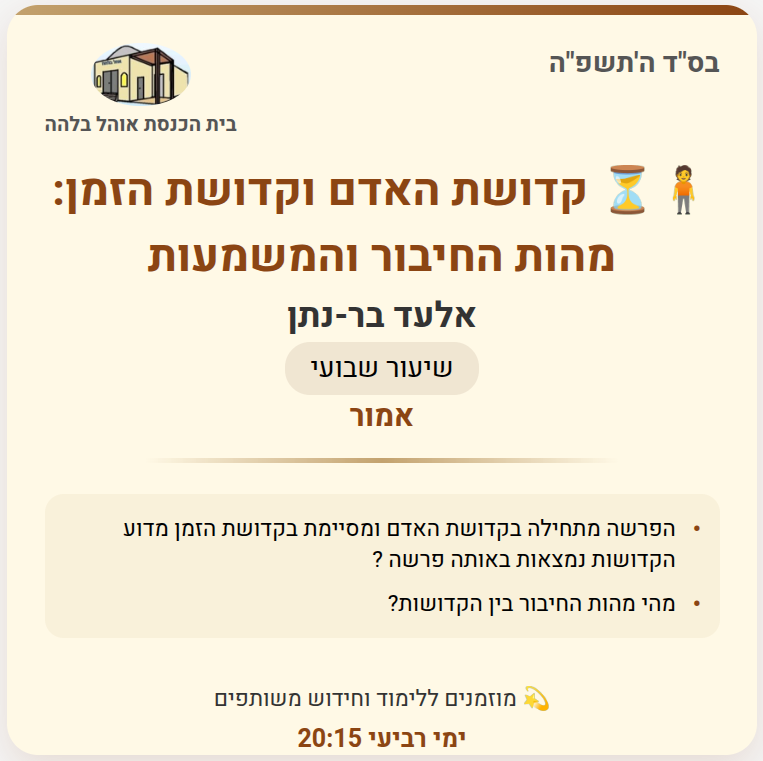 בס"ד ה'תשפ"ה
בית הכנסת אוהל בלהה
קדושת האדם וקדושת הזמן:
מהות החיבור והמשמעות
אלעד בר-נתן
שיעור שבועי
אמור
• הפרשה מתחילה בקדושת האדם ומסיימת בקדושת הזמן מדוע
הקדושות נמצאות באותה פרשה ?
• מהי מהות החיבור בין הקדושות?
מוזמנים ללימוד וחידוש משותפים
ימי רביעי 20:15